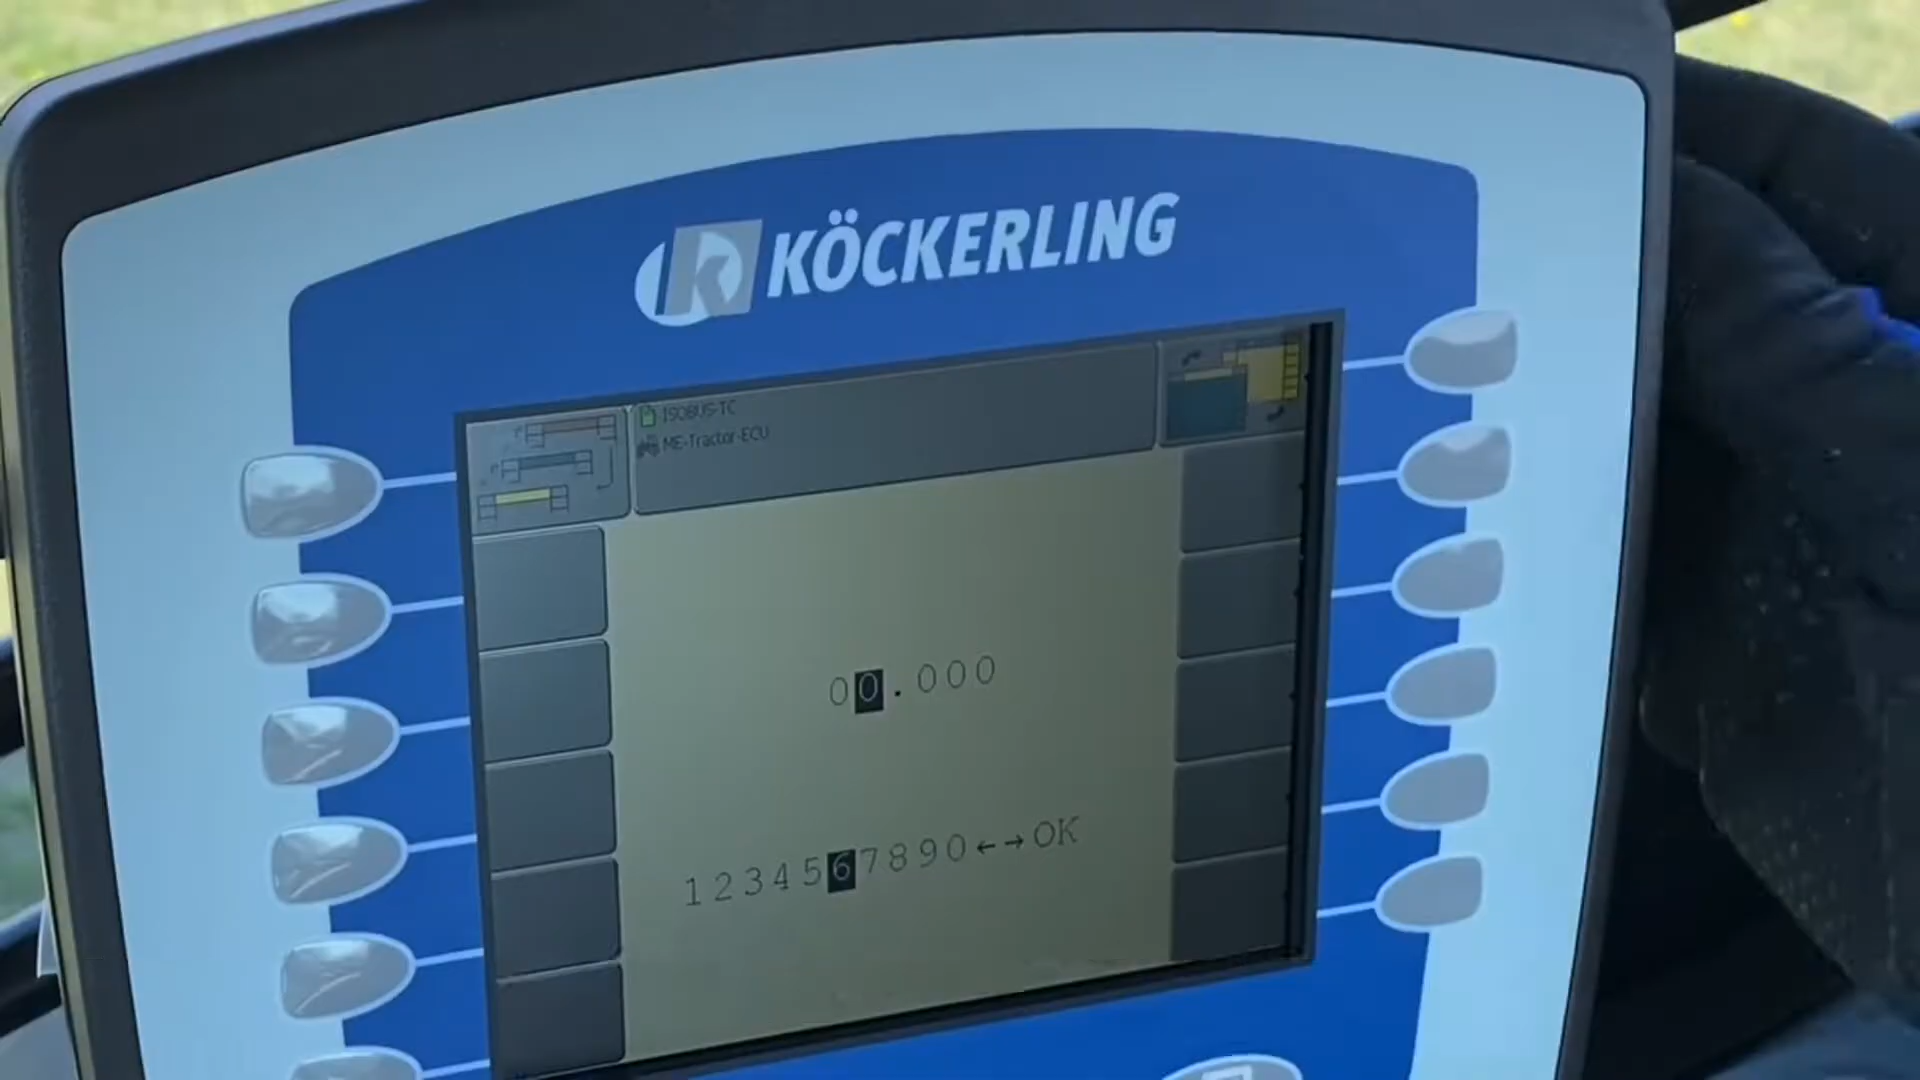 KÖCKERLING
ISOBUS-TC
ME-Tractor-ECU
00.000
1234567890←→OK